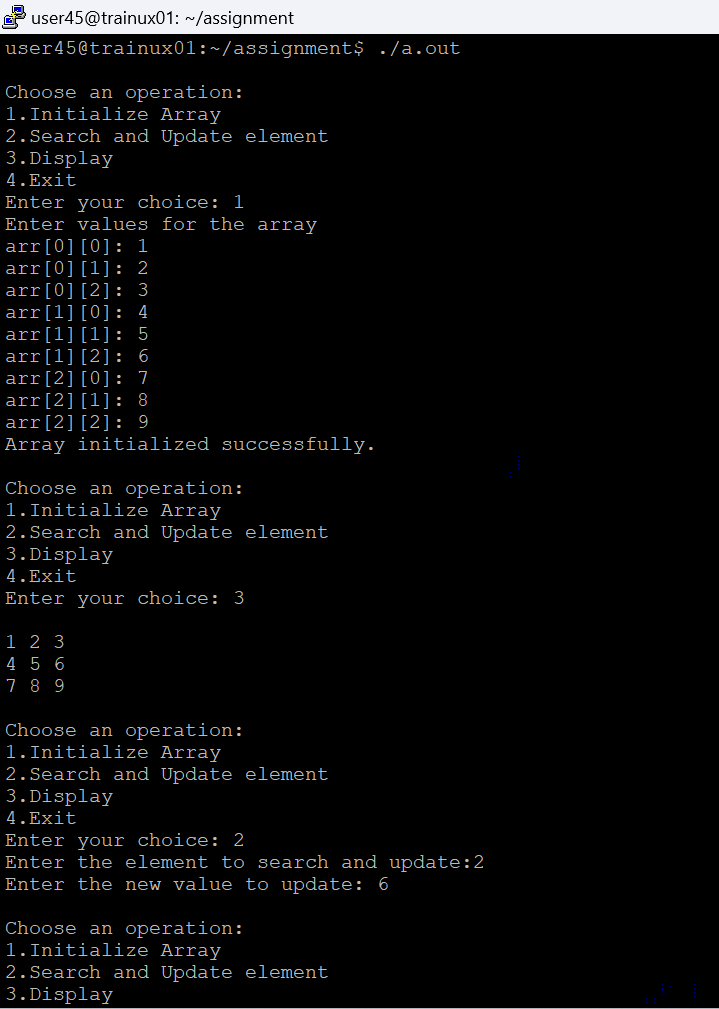 user45@trainux01: ~/assignment
user45@trainux01:~/assignment$ ./a.out
Choose an operation:
1.Initialize Array
2.Search and Update element
3.Display
4.Exit
Enter your choice: 1
Enter values for the array
arr[0][0]: 1
arr[0][1]: 2
arr[0][2]: 3
arr[1][0]: 4
arr[1][1]: 5
arr[1][2]: 6
arr[2][0]: 7
arr[2][1]: 8
arr[2][2]: 9
Array initialized successfully.
Choose an operation:
1.Initialize Array
2.Search and Update element
3.Display
4.Exit
Enter your choice: 3
1 2 3
4 5 6
7 8 9
Choose an operation:
1.Initialize Array
2.Search and Update element
3.Display
4.Exit
Enter your choice: 2
Enter the element to search and update:2
Enter the new value to update: 6
Choose an operation:
1.Initialize Array
2.Search and Update element
3.Display